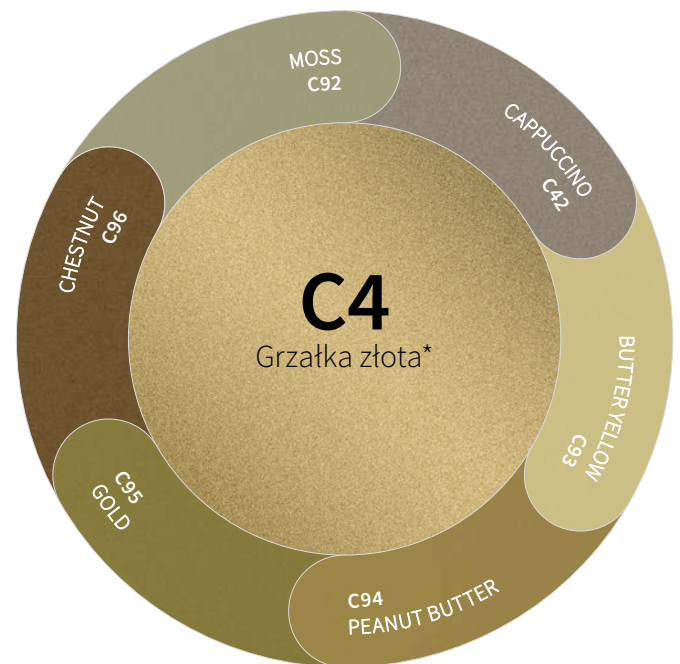 MOSS
C92
CAPPUCCINO
C42
BUTTER YELLOW
C93
C94
PEANUT BUTTER
C95
GOLD
CHESTNUT
C96
C4
Grzałka złota*